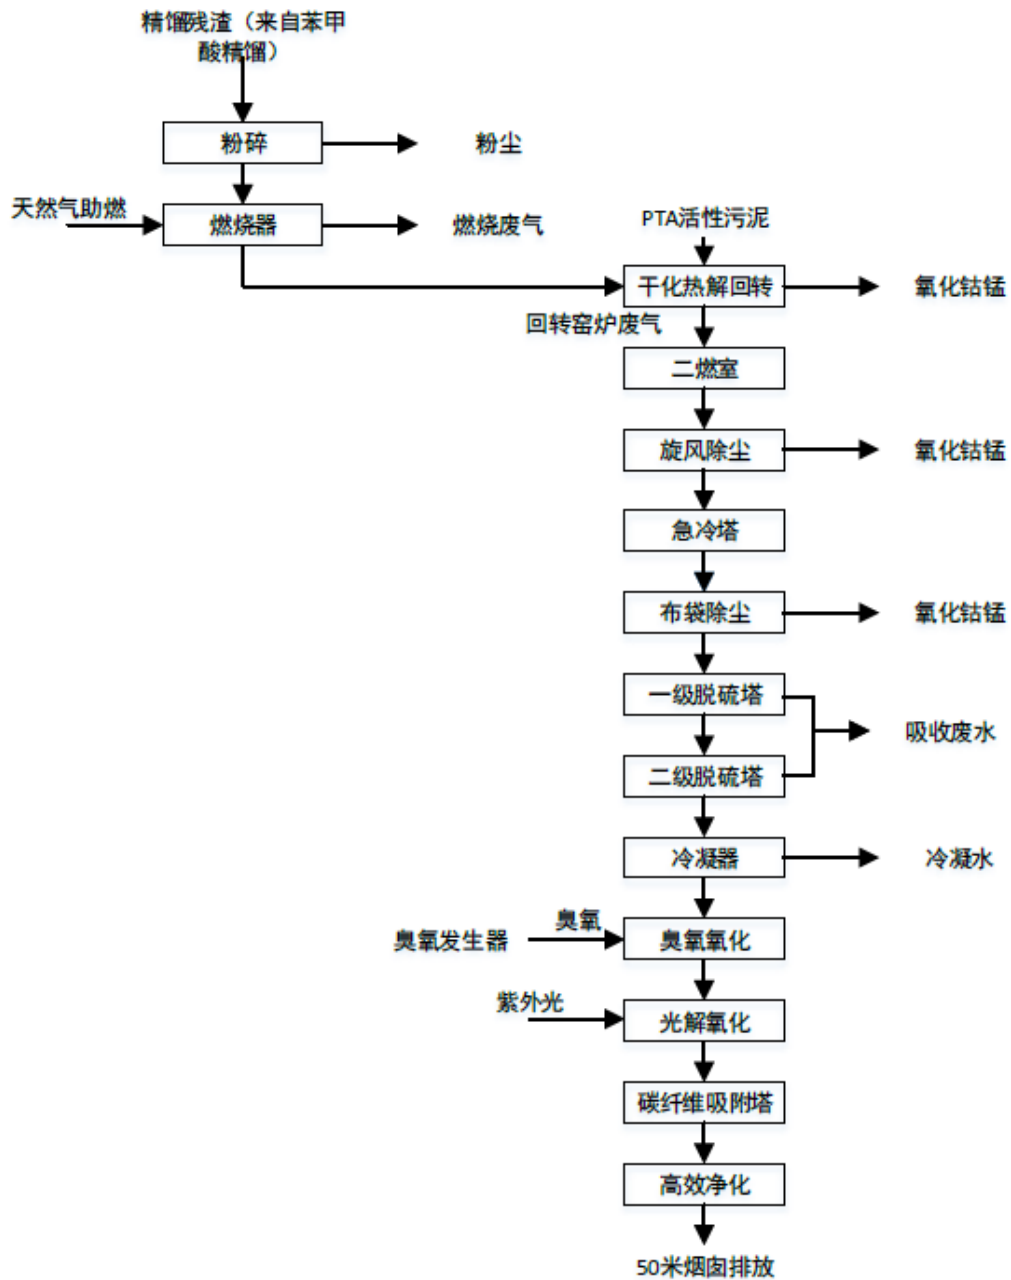 精馏残渣（来自苯甲
酸精馏）
粉碎
粉尘
天然气助燃
燃烧器
燃烧废气
PTA活性污泥
干化热解回转
氧化钴锰
回转窑炉废气
二燃室
旋风除尘
氧化钴锰
急冷塔
布袋除尘
氧化钴锰
一级脱硫塔
吸收废水
二级脱硫塔
冷凝器
冷凝水
臭氧
臭氧发生器
臭氧氧化
紫外光
光解氧化
碳纤维吸附塔
高效净化
50米烟囱排放